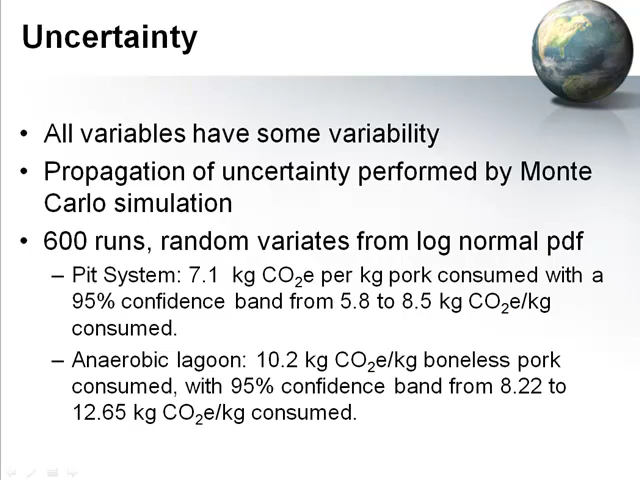 Uncertainty
• All variables have some variability
• Propagation of uncertainty performed by Monte
Carlo simulation
• 600 runs, random variates from log normal pdf
– Pit System: 7.1 kg CO₂e per kg pork consumed with a
95% confidence band from 5.8 to 8.5 kg CO₂e/kg
consumed.
– Anaerobic lagoon: 10.2 kg CO₂e/kg boneless pork
consumed, with 95% confidence band from 8.22 to
12.65 kg CO₂e/kg consumed.